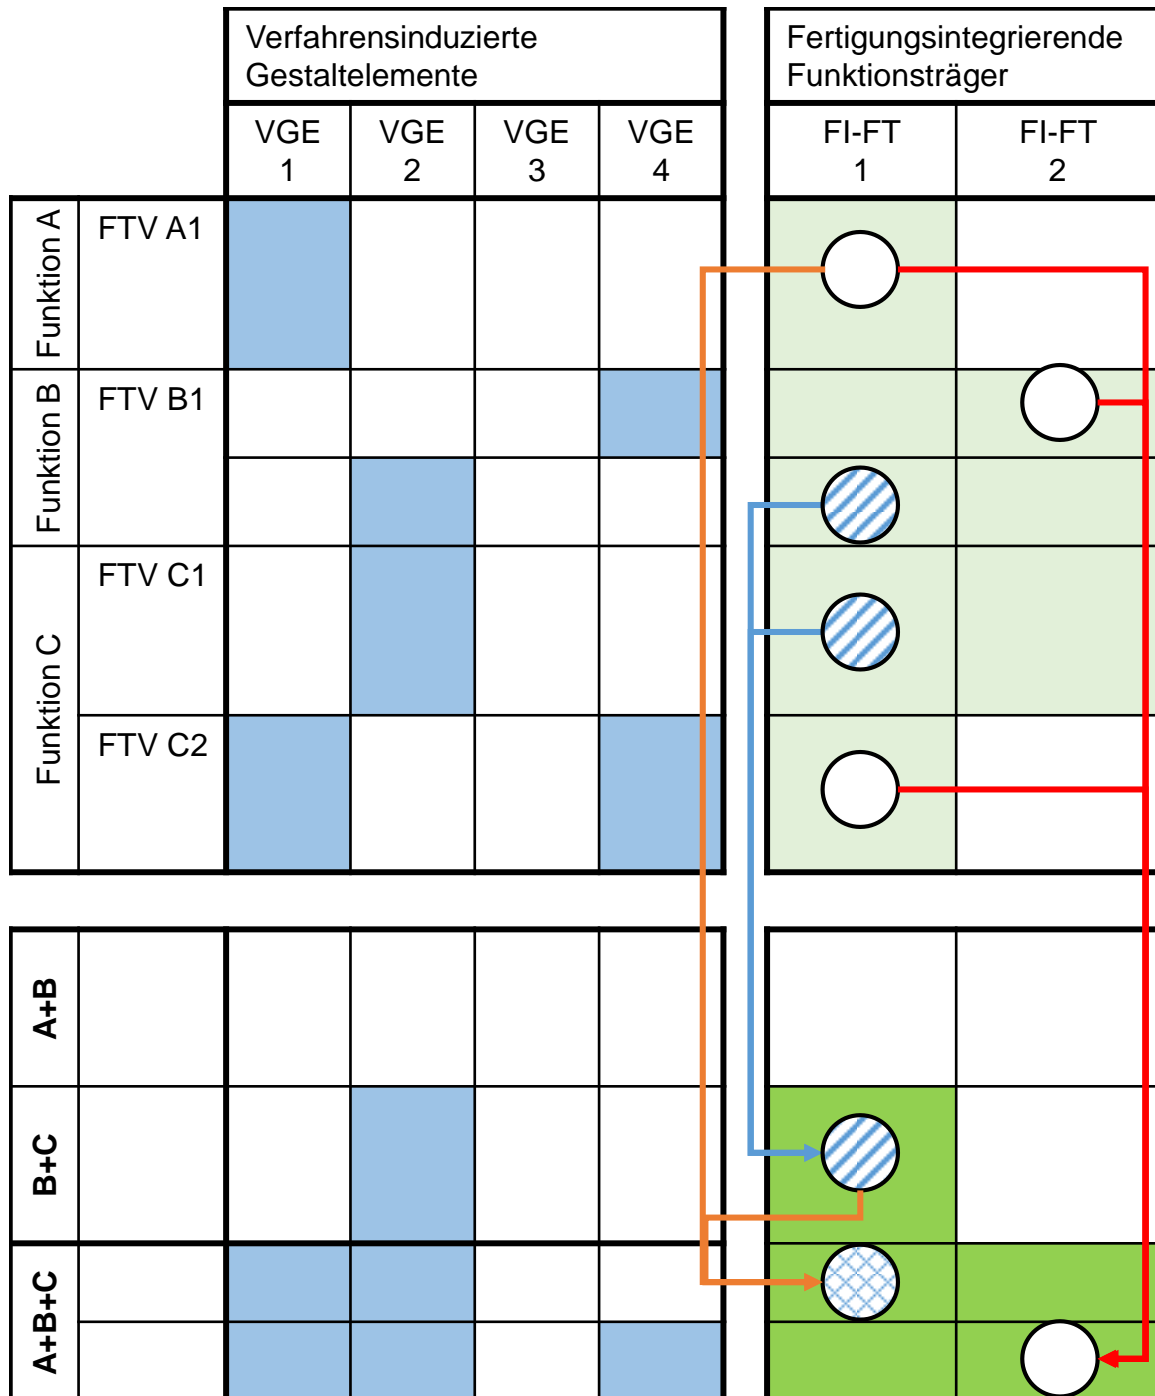 Verfahrensinduzierte
Gestaltelemente
Fertigungsintegrierende
Funktionsträger
VGE
1
VGE
2
VGE
3
VGE
4
FI-FT
1
FI-FT
2
Funktion A
FTV A1
Funktion B
FTV B1
Funktion C
FTV C1
FTV C2
A+B
B+C
A+B+C